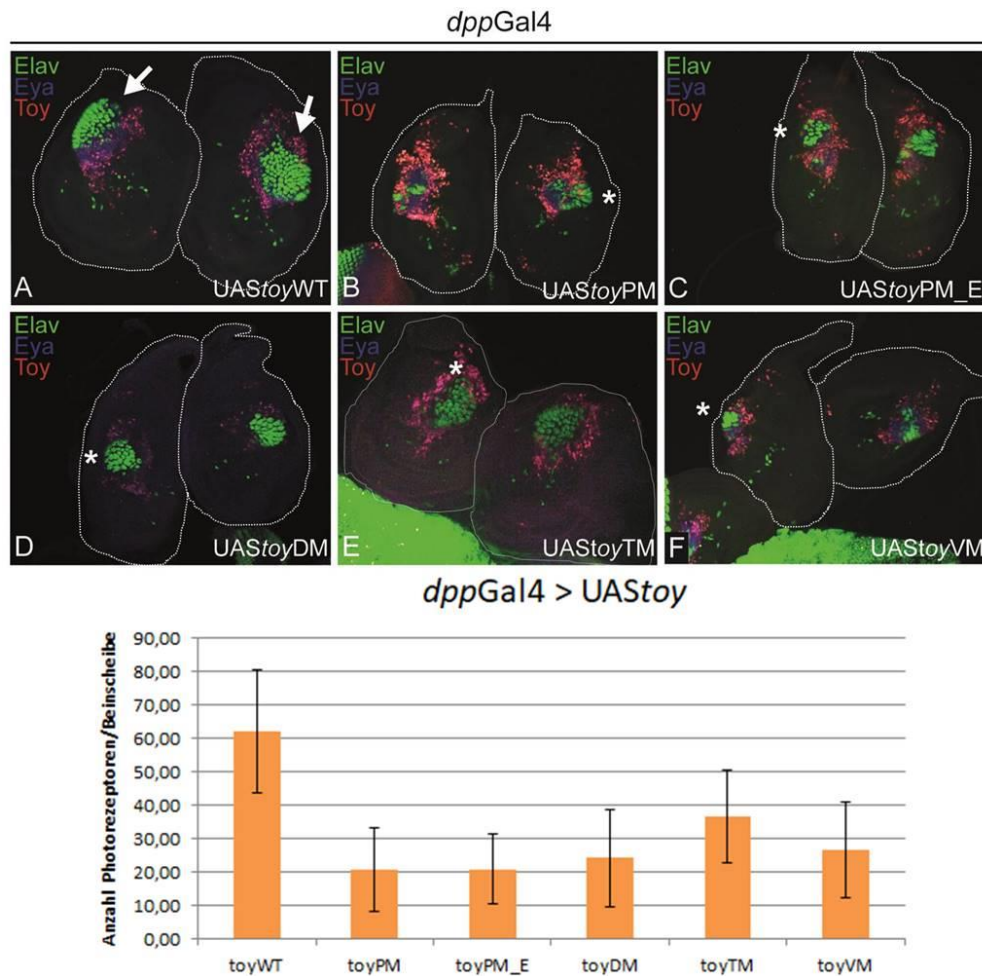 dppGal4
Elav
Eya
Toy
A
UAStoyWT
Elav
Eya
Toy
B
UAStoyPM
*
Elav
Eya
Toy
*
C
UAStoyPM_E
Elav
Eya
Toy
*
D
UAStoyDM
Elav
Eya
Toy
*
E
UAStoyTM
Elav
Eya
Toy
*
F
UAStoyVM
dppGal4 > UAStoy
Anzahl Photorezeptoren/Beinscheibe
90,00
80,00
70,00
60,00
50,00
40,00
30,00
20,00
10,00
0,00
toyWT toyPM toyPM_E toyDM toyTM toyVM